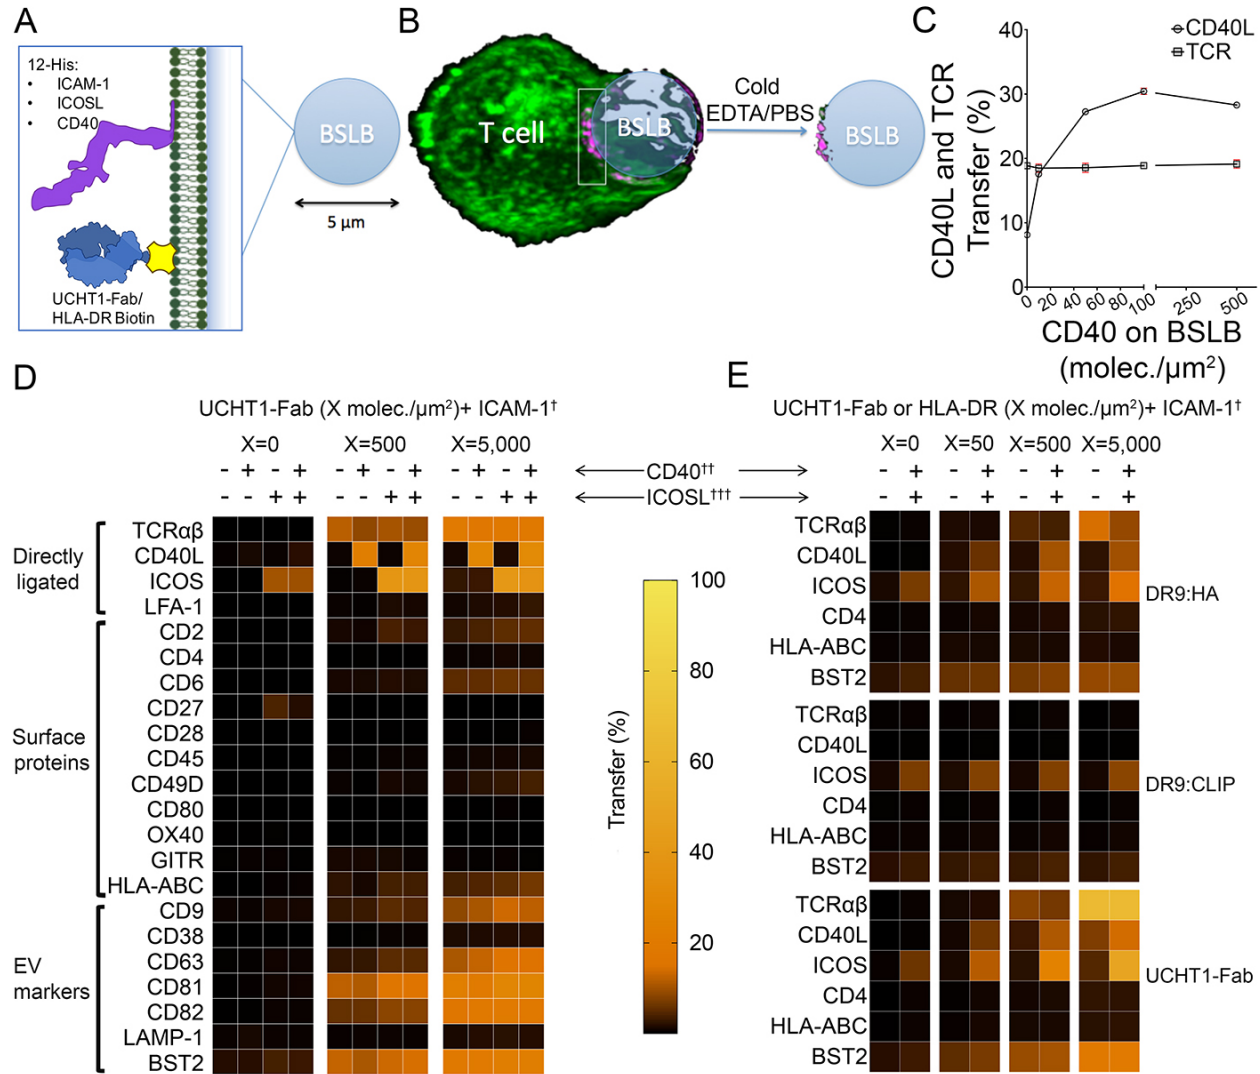 A
12-His:
• ICAM-1
• ICOSL
• CD40
UCHT1-Fab/
HLA-DR Biotin
BSLB
5 µm
B
T cell
BSLB
Cold
EDTA/PBS
BSLB
C
CD40L and TCR
Transfer (%)
40
30
20
10
0
CD40L
TCR
0 20 40 60 80 100 250 500
CD40 on BSLB
(molec./µm²)
D
UCHT1-Fab (X molec./µm²)+ ICAM-1†
X=0 X=500 X=5,000
- + - + - + - + - + - +
- - + + - - + + - - + +
CD40††
ICOSL†††
Directly
ligated
TCRαβ
CD40L
ICOS
LFA-1
Surface
proteins
CD2
CD4
CD6
CD27
CD28
CD45
CD49D
CD80
OX40
GITR
HLA-ABC
EV
markers
CD9
CD38
CD63
CD81
CD82
LAMP-1
BST2
Transfer (%)
100
80
60
40
20
E
UCHT1-Fab or HLA-DR (X molec./µm²)+ ICAM-1†
X=0 X=50 X=500 X=5,000
- + - + - + - +
- + - + - + - +
TCRαβ
CD40L
ICOS
CD4
HLA-ABC
BST2
DR9:HA
TCRαβ
CD40L
ICOS
CD4
HLA-ABC
BST2
DR9:CLIP
TCRαβ
CD40L
ICOS
CD4
HLA-ABC
BST2
UCHT1-Fab